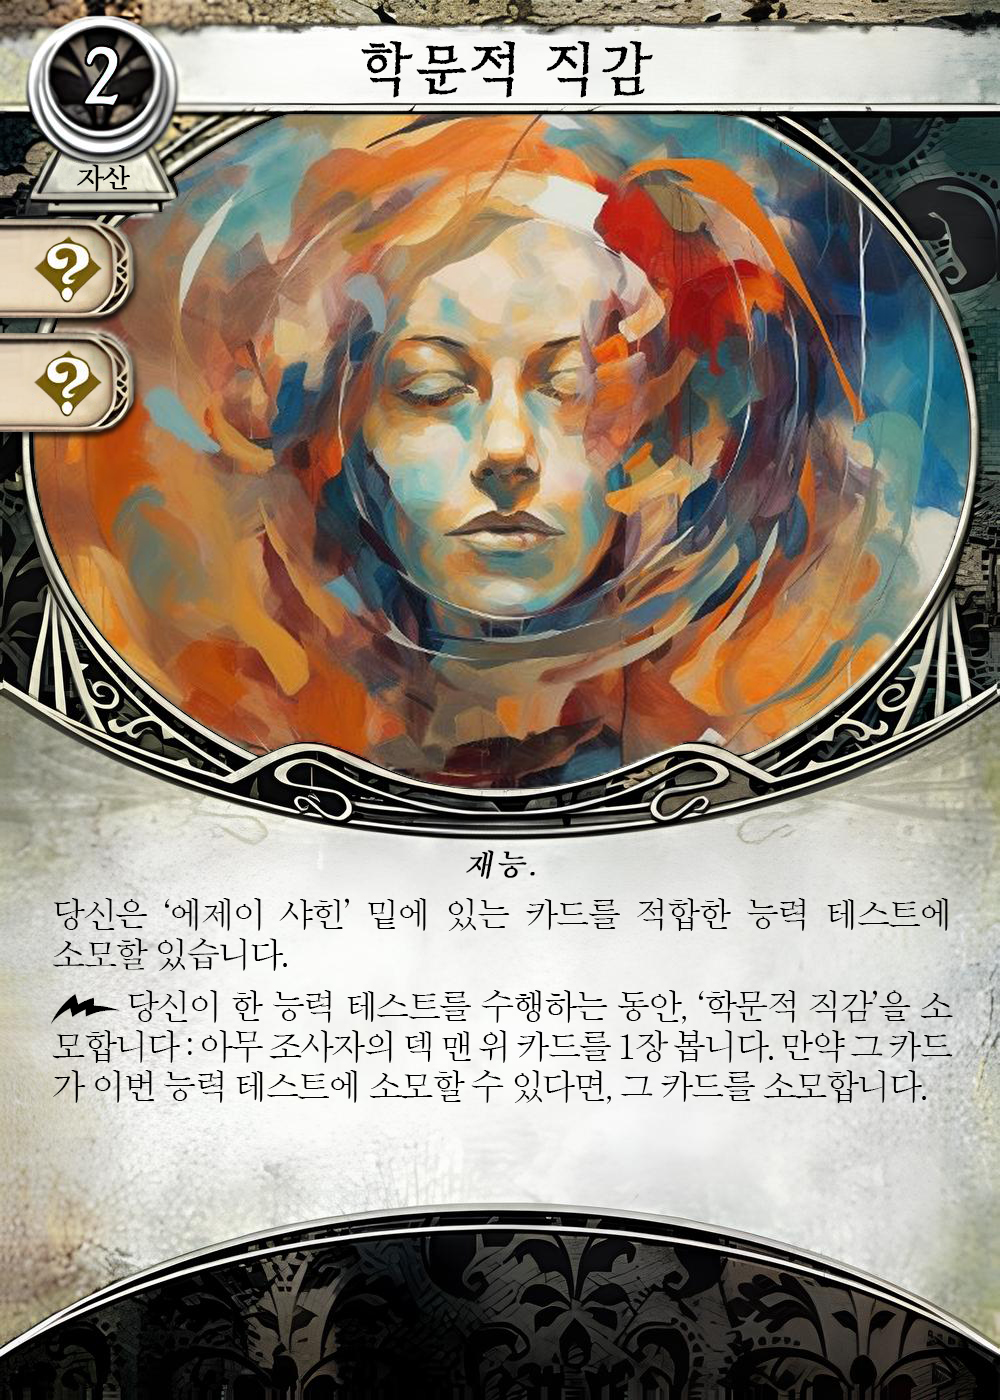 2
학문적 직감
자산
?
?
재능.
당신은 ‘에제이 샤힌’ 밑에 있는 카드를 적합한 능력 테스트에
소모할 있습니다.
당신이 한 능력 테스트를 수행하는 동안, ‘학문적 직감’을 소
모합니다 : 아무 조사자의 덱 맨 위 카드를 1장 봅니다. 만약 그 카드
가 이번 능력 테스트에 소모할 수 있다면, 그 카드를 소모합니다.